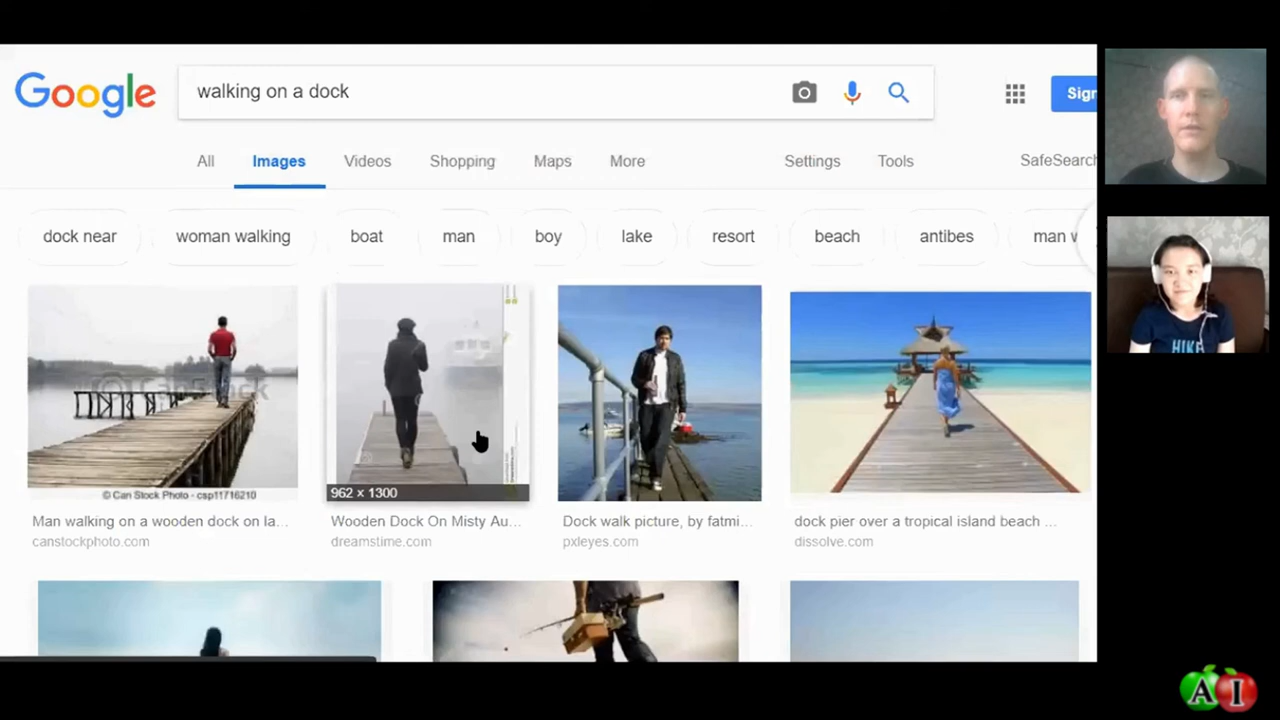 Google
walking on a dock
Sign
All Images Videos Shopping Maps More Settings Tools SafeSearch
dock near woman walking boat man boy lake resort beach antibes man w
© CanStock
© Can Stock Photo - csp11716210
962 × 1300
Man walking on a wooden dock on la... Wooden Dock On Misty Au... Dock walk picture, by fatmi... dock pier over a tropical island beach ...
canstockphoto.com dreamstime.com pxleyes.com dissolve.com
HIKE
A I